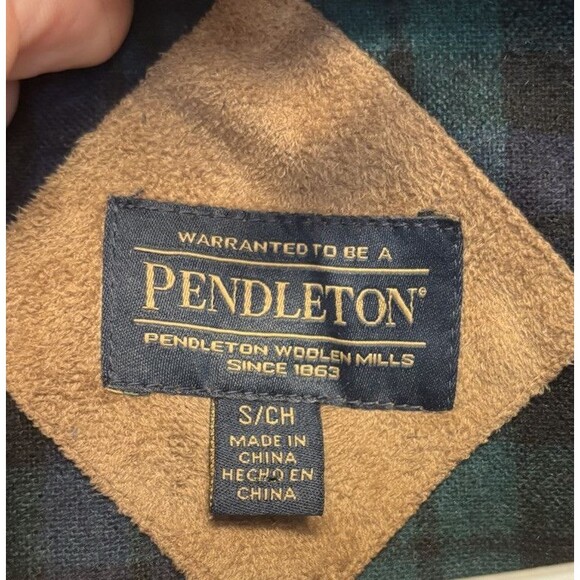 WARRANTED TO BE A
PENDLETON®
PENDLETON WOOLEN MILLS
SINCE 1863
S/CH
MADE IN
CHINA
HECHO EN
CHINA